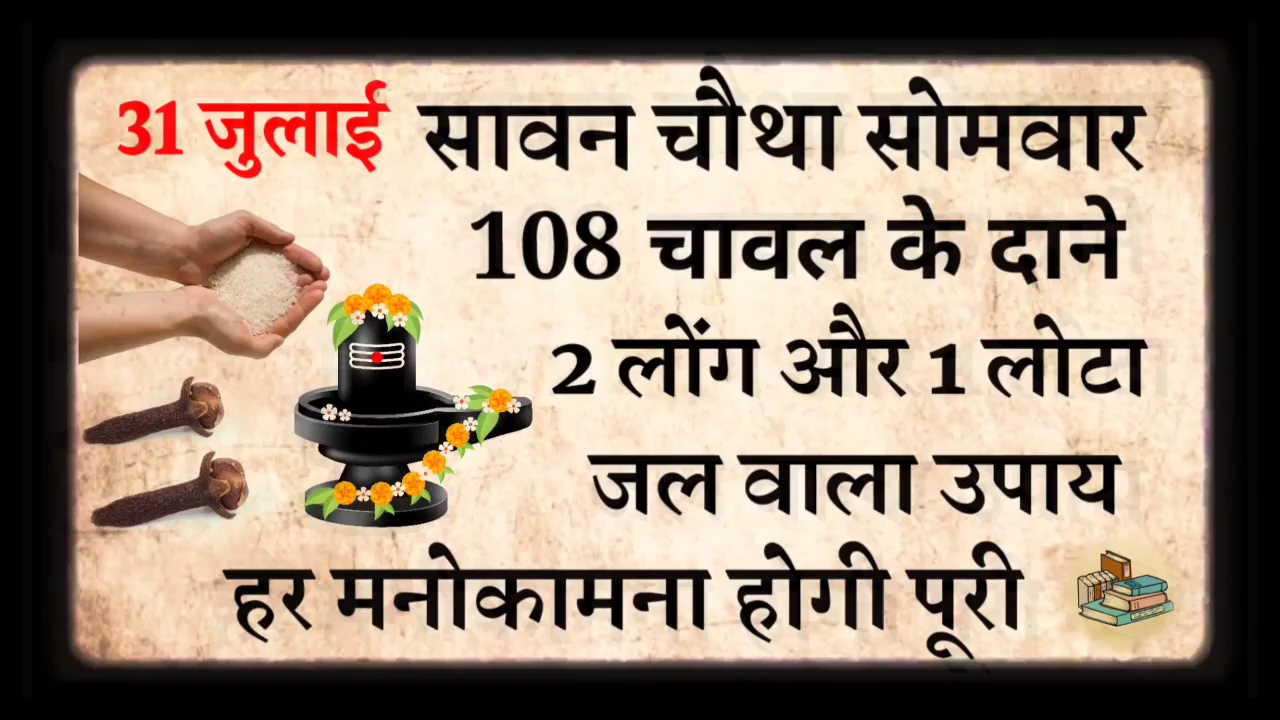 31 जुलाई सावन चौथा सोमवार
108 चावल के दाने
2 लोंग और 1 लोटा
जल वाला उपाय
हर मनोकामना होगी पूरी